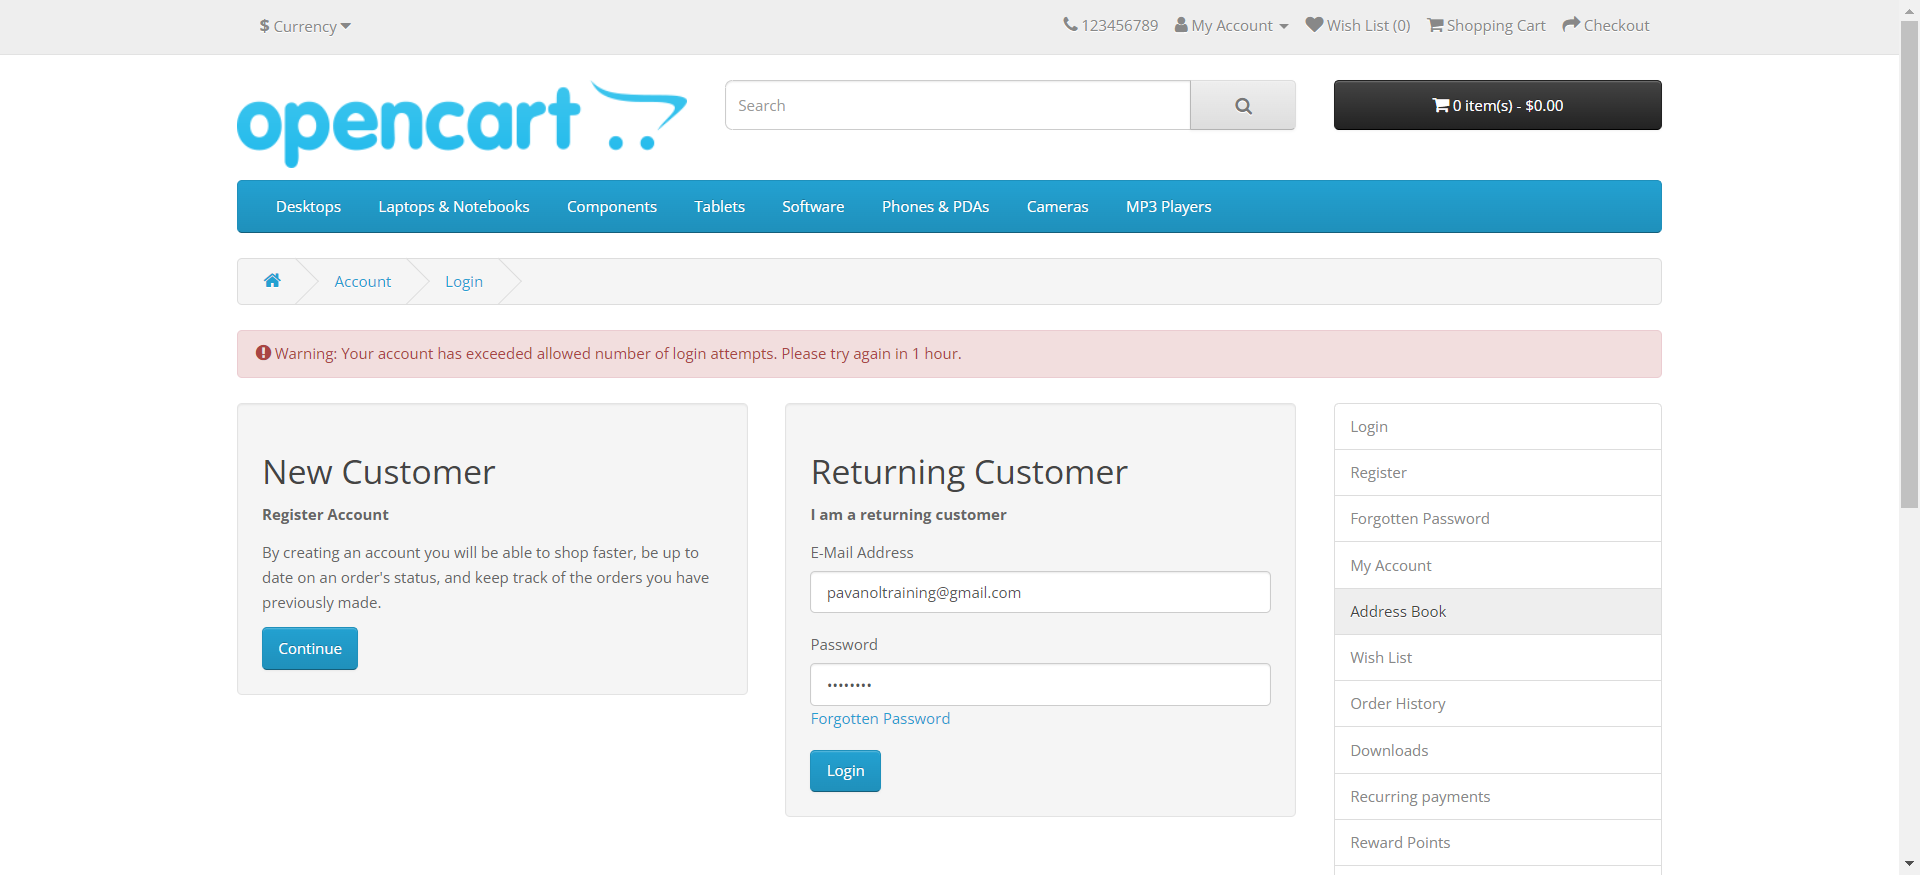 $ Currency
123456789 My Account Wish List (0) Shopping Cart Checkout
opencart
Search
0 item(s) - $0.00
Desktops Laptops & Notebooks Components Tablets Software Phones & PDAs Cameras MP3 Players
Account Login
Warning: Your account has exceeded allowed number of login attempts. Please try again in 1 hour.
New Customer
Register Account
By creating an account you will be able to shop faster, be up to
date on an order's status, and keep track of the orders you have
previously made.
Continue
Returning Customer
I am a returning customer
E-Mail Address
pavanoltraining@gmail.com
Password
••••••••
Forgotten Password
Login
Login
Register
Forgotten Password
My Account
Address Book
Wish List
Order History
Downloads
Recurring payments
Reward Points